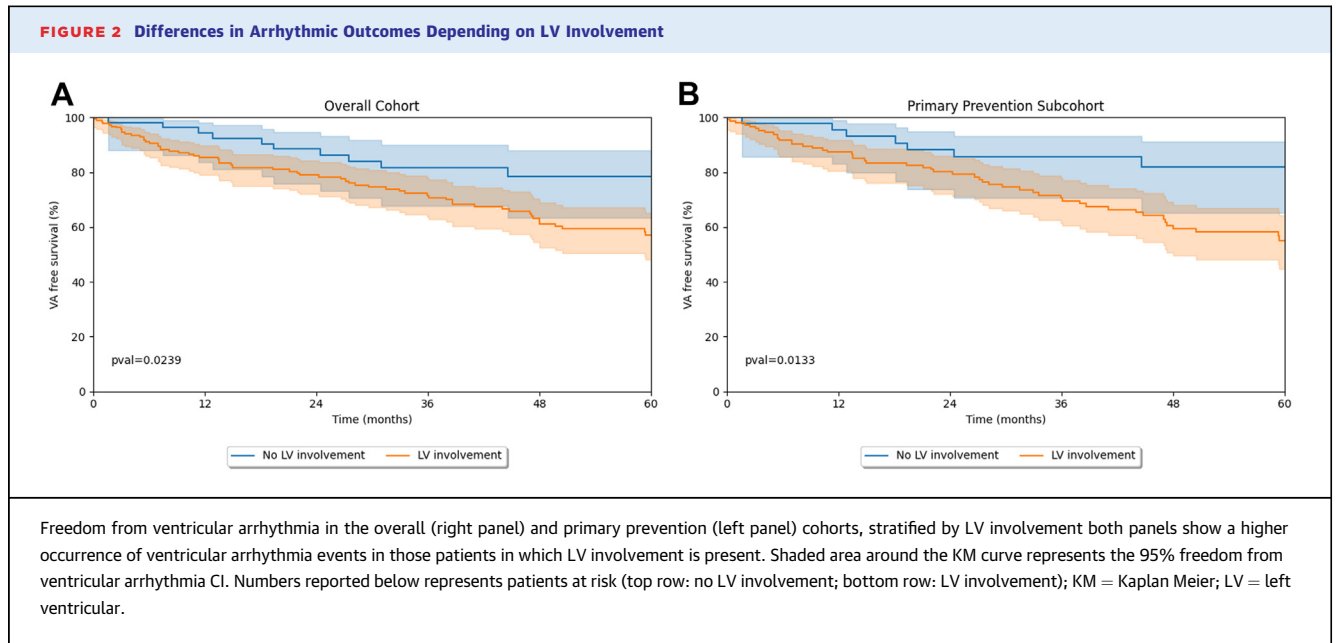 FIGURE 2 Differences in Arrhythmic Outcomes Depending on LV Involvement
A
Overall Cohort
100
80
60
40
20
0
VA free survival (%)
pval=0.0239
0 12 24 36 48 60
Time (months)
No LV involvement LV involvement
B
Primary Prevention Subcohort
100
80
60
40
20
0
VA free survival (%)
pval=0.0133
0 12 24 36 48 60
Time (months)
No LV involvement LV involvement
Freedom from ventricular arrhythmia in the overall (right panel) and primary prevention (left panel) cohorts, stratified by LV involvement both panels show a higher
occurrence of ventricular arrhythmia events in those patients in which LV involvement is present. Shaded area around the KM curve represents the 95% freedom from
ventricular arrhythmia CI. Numbers reported below represents patients at risk (top row: no LV involvement; bottom row: LV involvement); KM = Kaplan Meier; LV = left
ventricular.